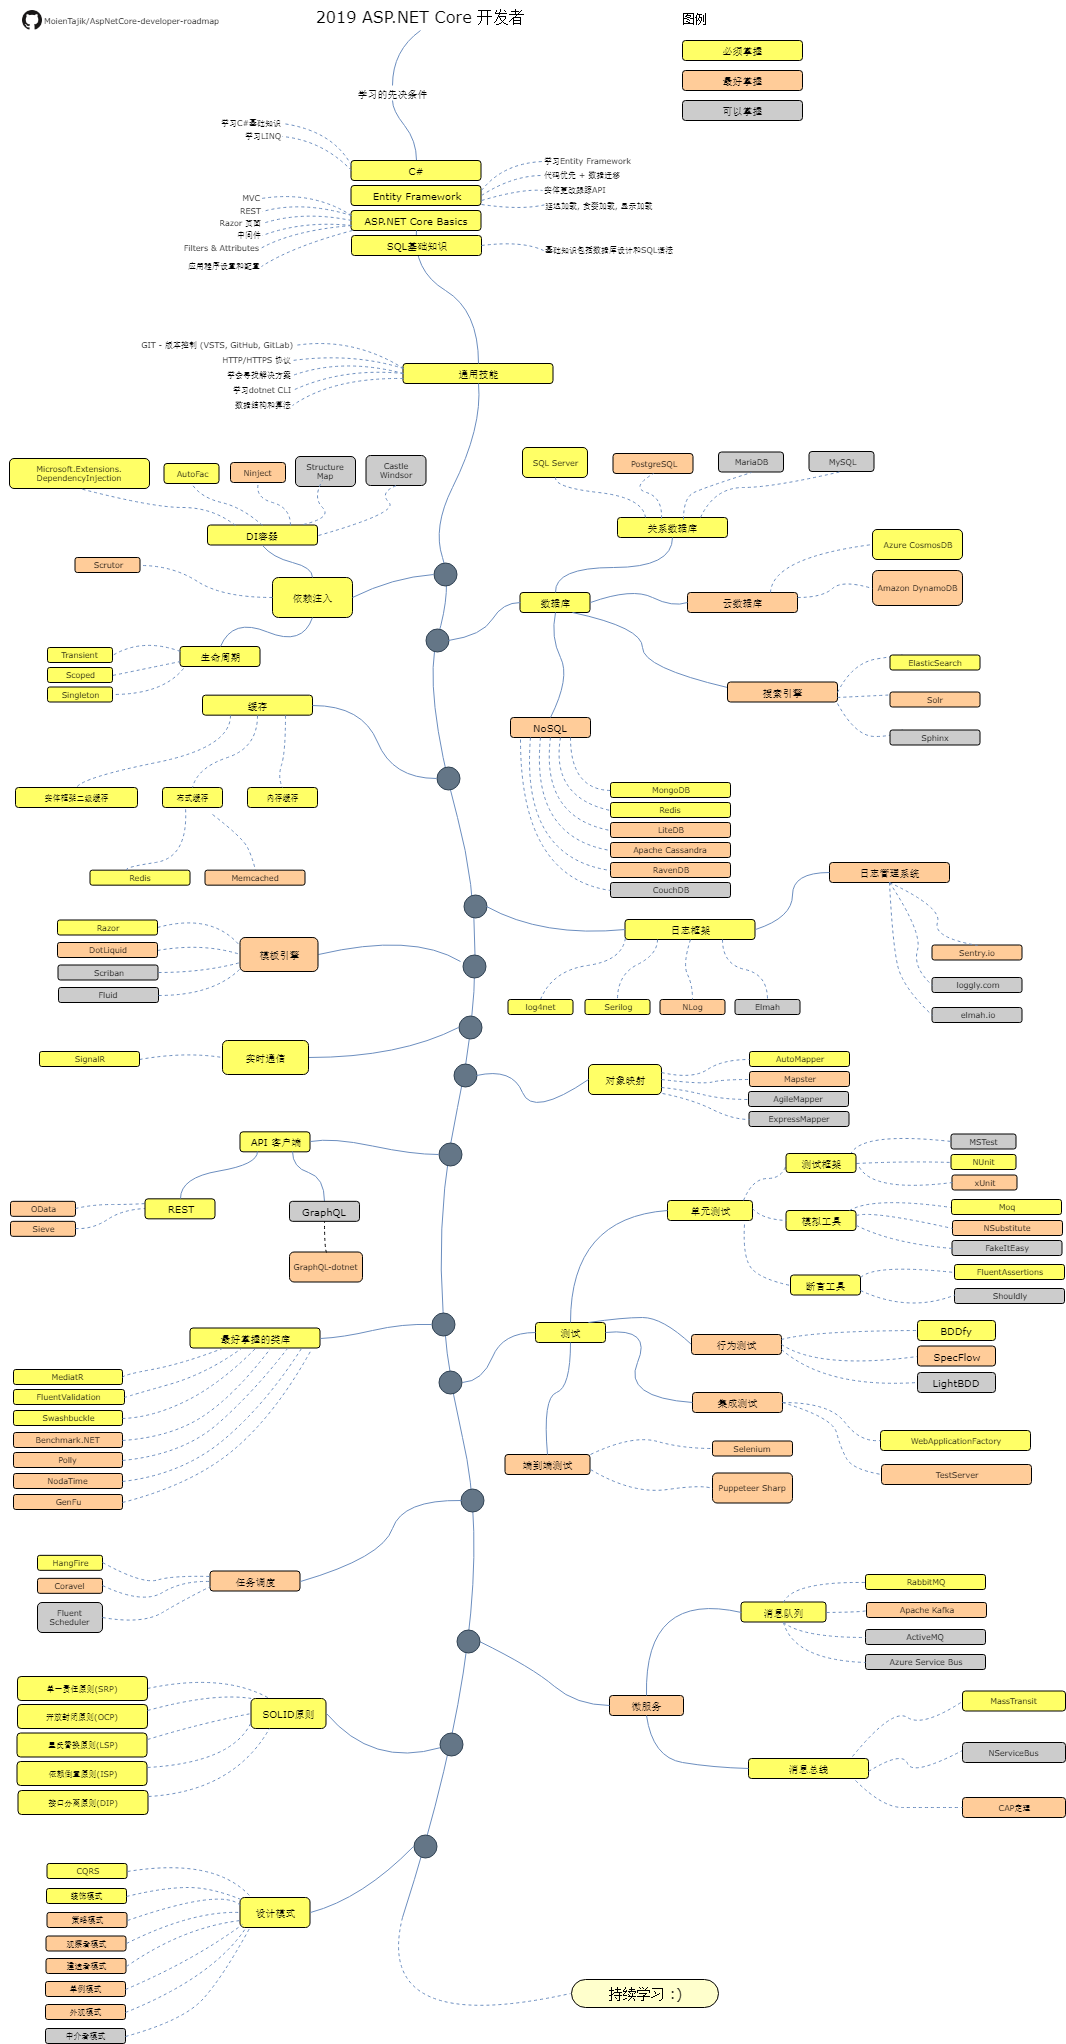 MoienTajik/AspNetCore-developer-roadmap
2019 ASP.NET Core 开发者
图例
必须掌握
最好掌握
可以掌握
学习的先决条件
学习C#基础知识
学习LINQ
C#
Entity Framework
ASP.NET Core Basics
SQL基础知识
学习Entity Framework
代码优先 + 数据迁移
实体更改跟踪API
延迟加载, 贪婪加载, 显示加载
MVC
REST
Razor 页面
中间件
Filters & Attributes
应用程序设置和配置
基础知识包括数据库设计和SQL语法
GIT - 版本控制 (VSTS, GitHub, GitLab)
HTTP/HTTPS 协议
学会寻找解决方案
学习dotnet CLI
数据结构和算法
通用技能
Microsoft.Extensions.
DependencyInjection
AutoFac
Ninject
Structure
Map
Castle
Windsor
DI容器
Scrutor
依赖注入
生命周期
Transient
Scoped
Singleton
SQL Server
PostgreSQL
MariaDB
MySQL
关系数据库
数据库
云数据库
Azure CosmosDB
Amazon DynamoDB
搜索引擎
ElasticSearch
Solr
Sphinx
NoSQL
MongoDB
Redis
LiteDB
Apache Cassandra
RavenDB
CouchDB
缓存
实体框架二级缓存
布式缓存
内存缓存
Redis
Memcached
日志框架
日志管理系统
log4net
Serilog
NLog
Elmah
Sentry.io
loggly.com
elmah.io
模板引擎
Razor
DotLiquid
Scriban
Fluid
实时通信
SignalR
对象映射
AutoMapper
Mapster
AgileMapper
ExpressMapper
API 客户端
REST
OData
Sieve
GraphQL
GraphQL-dotnet
测试
单元测试
测试框架
MSTest
NUnit
xUnit
模拟工具
Moq
NSubstitute
FakeItEasy
断言工具
FluentAssertions
Shouldly
行为测试
BDDfy
SpecFlow
LightBDD
集成测试
WebApplicationFactory
TestServer
端到端测试
Selenium
Puppeteer Sharp
最好掌握的类库
MediatR
FluentValidation
Swashbuckle
Benchmark.NET
Polly
NodaTime
GenFu
任务调度
HangFire
Coravel
Fluent
Scheduler
微服务
消息队列
RabbitMQ
Apache Kafka
ActiveMQ
Azure Service Bus
消息总线
MassTransit
NServiceBus
CAP定理
SOLID原则
单一责任原则(SRP)
开放封闭原则(OCP)
里氏替换原则(LSP)
依赖倒置原则(ISP)
接口分离原则(DIP)
设计模式
CQRS
装饰模式
策略模式
观察者模式
建造者模式
单例模式
外观模式
中介者模式
持续学习 :)